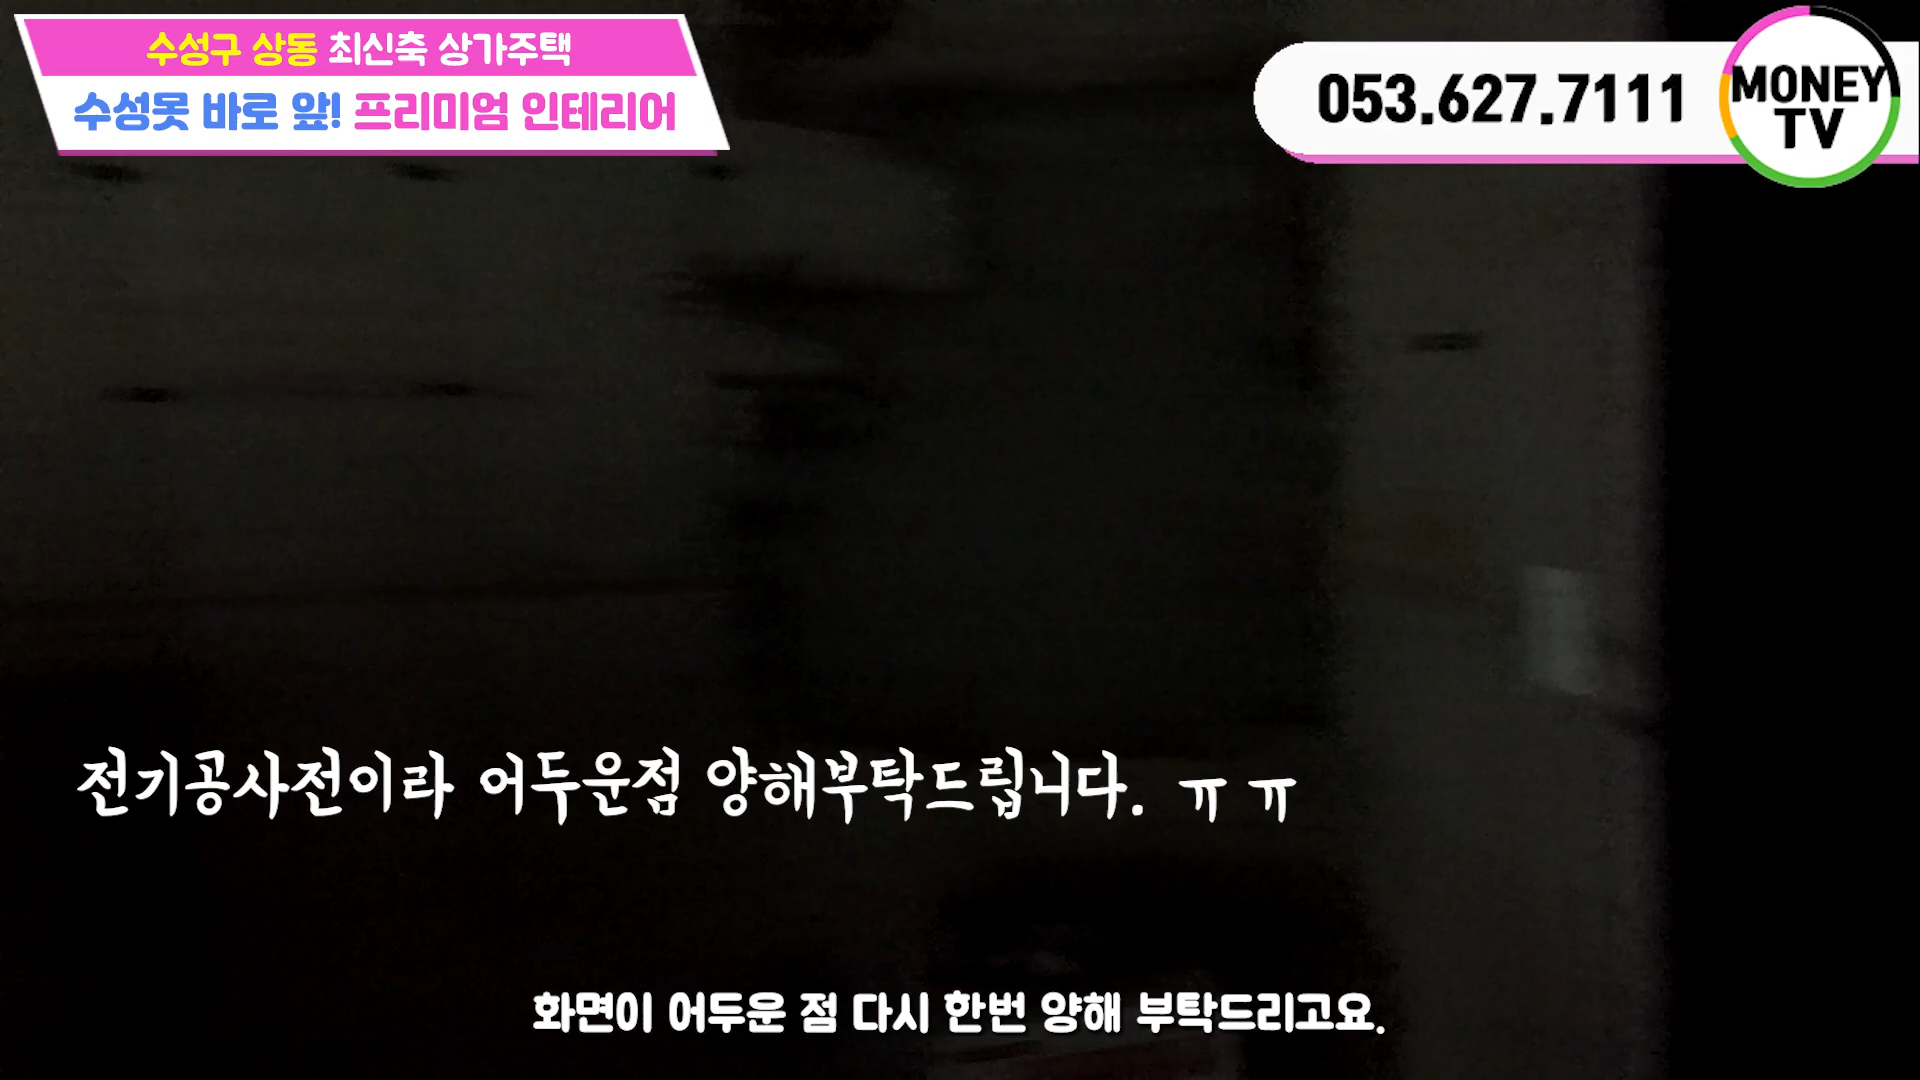 수성구 상동 최신축 상가주택
수성못 바로 앞! 프리미엄 인테리어
053.627.7111
MONEY
TV
전기공사전이라 어두운점 양해부탁드립니다. ㅠㅠ
화면이 어두운 점 다시 한번 양해 부탁드리고요.